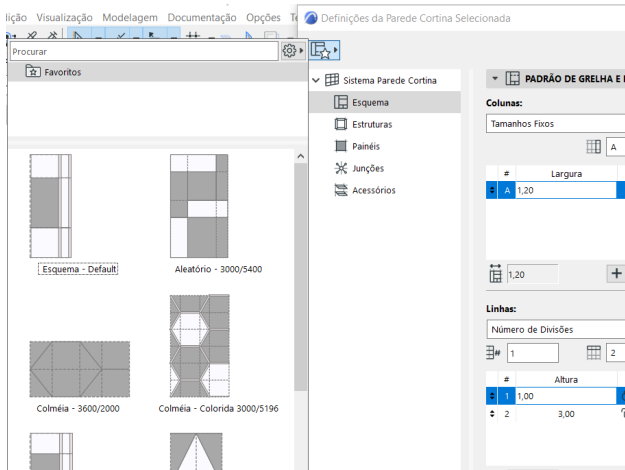 ição Visualização Modelagem Documentação Opções Te
Definições da Parede Cortina Selecionada
Procurar
Favoritos
Esquema - Default
Aleatório - 3000/5400
Colméia - 3600/2000
Colméia - Colorida 3000/5196
Sistema Parede Cortina
Esquema
Estruturas
Painéis
Junções
Acessórios
PADRÃO DE GRELHA E
Colunas:
Tamanhos Fixos
A
# Largura
A 1,20
1,20
Linhas:
Número de Divisões
# 1 2
# Altura
1 1,00
2 3,00